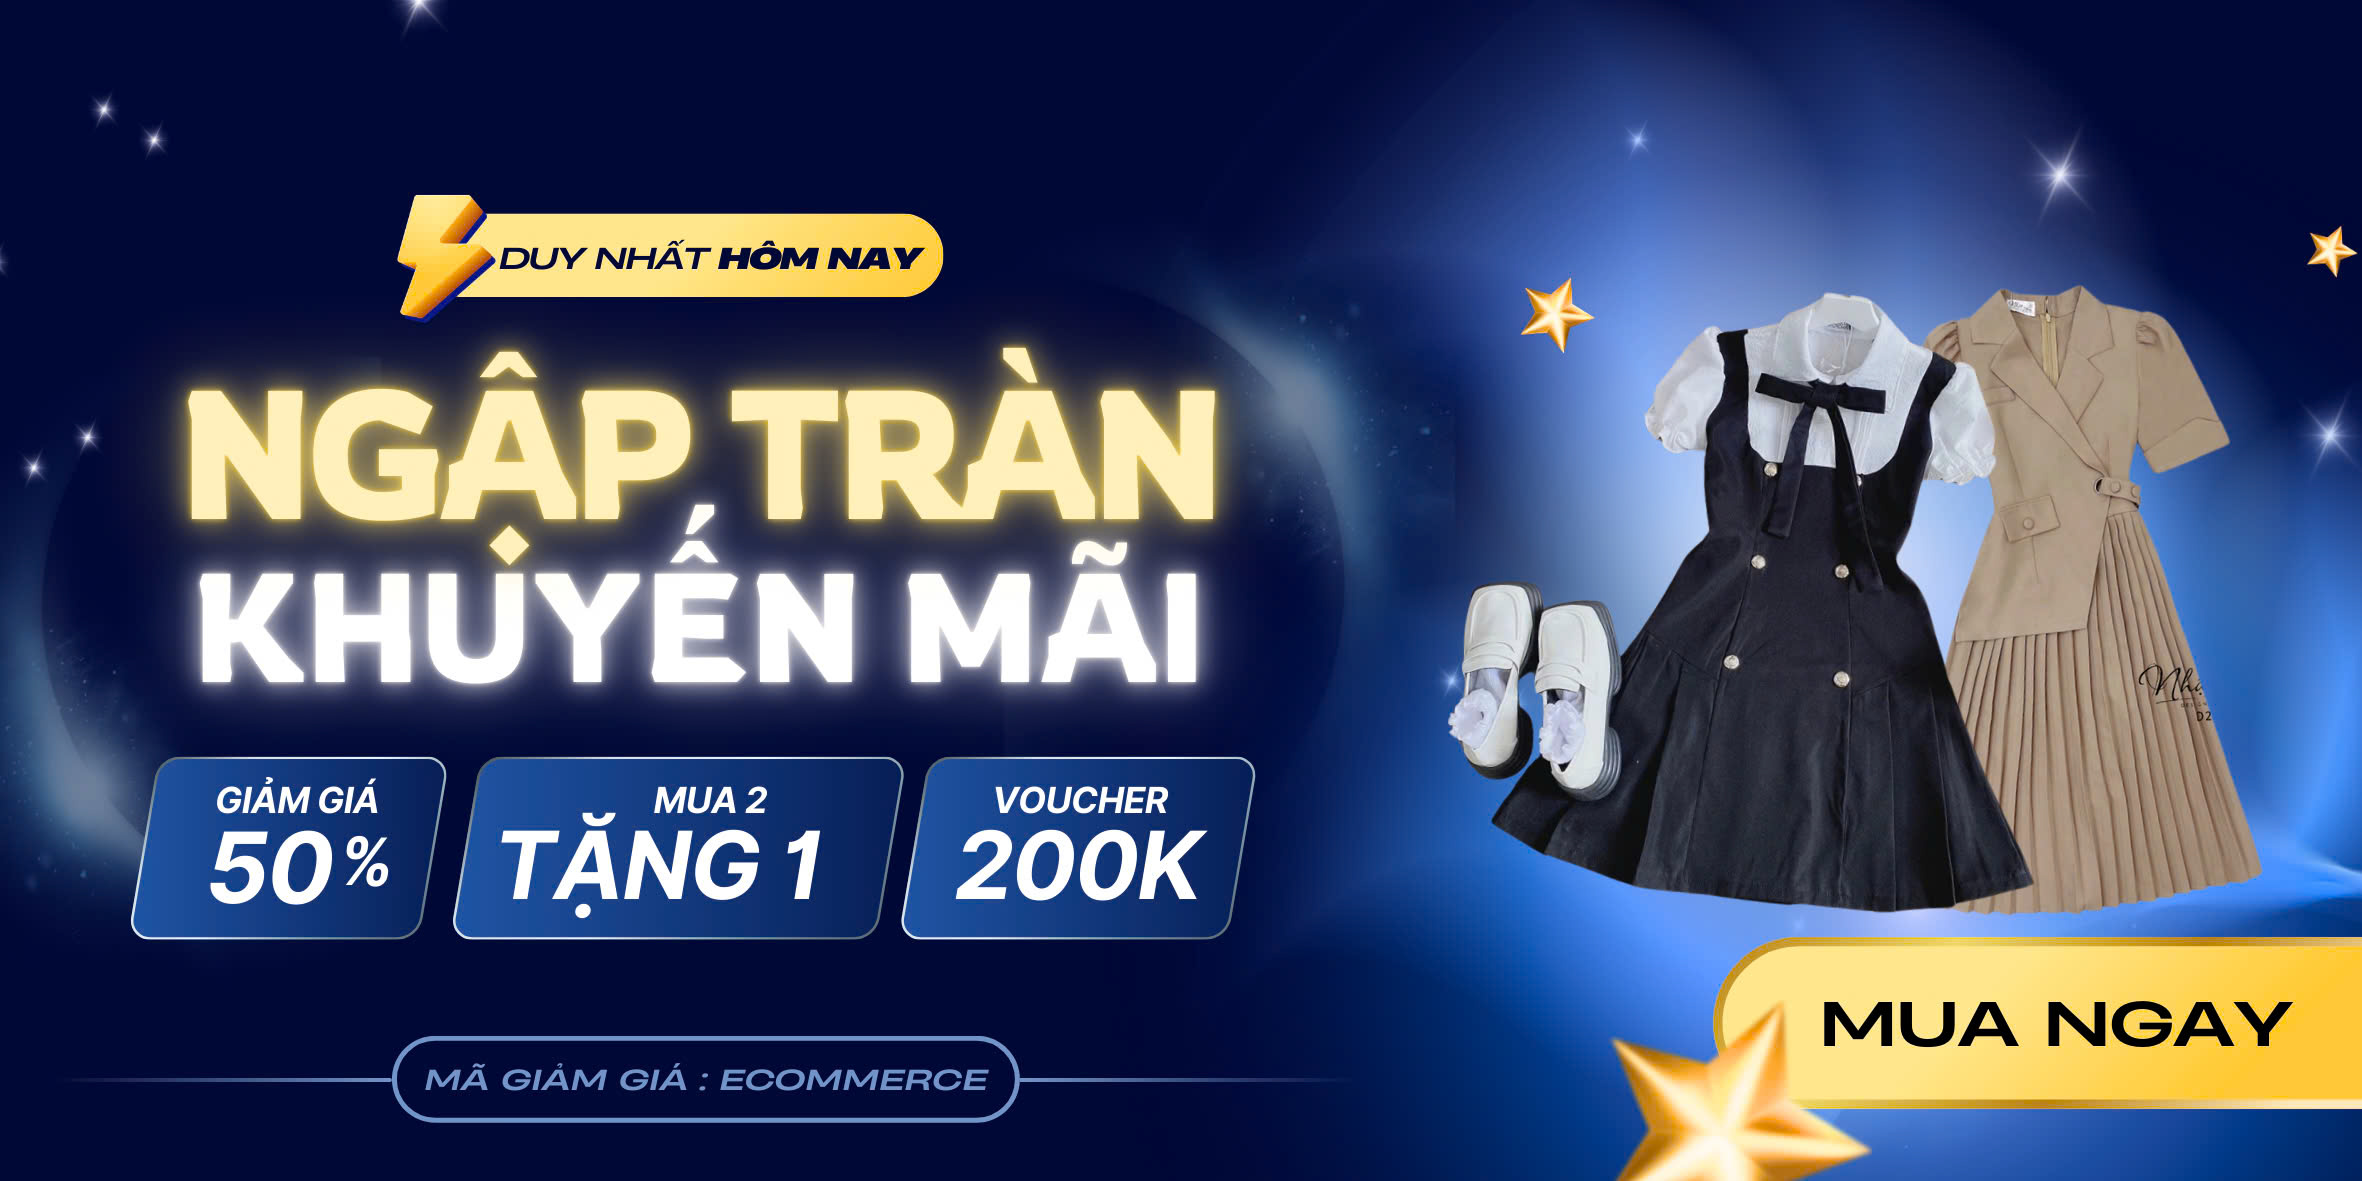 DUY NHẤT HÔM NAY
NGẬP TRÀN
KHUYẾN MÃI
GIẢM GIÁ
50%
MUA 2
TẶNG 1
VOUCHER
200K
MÃ GIẢM GIÁ : ECOMMERCE
MUA NGAY
D2